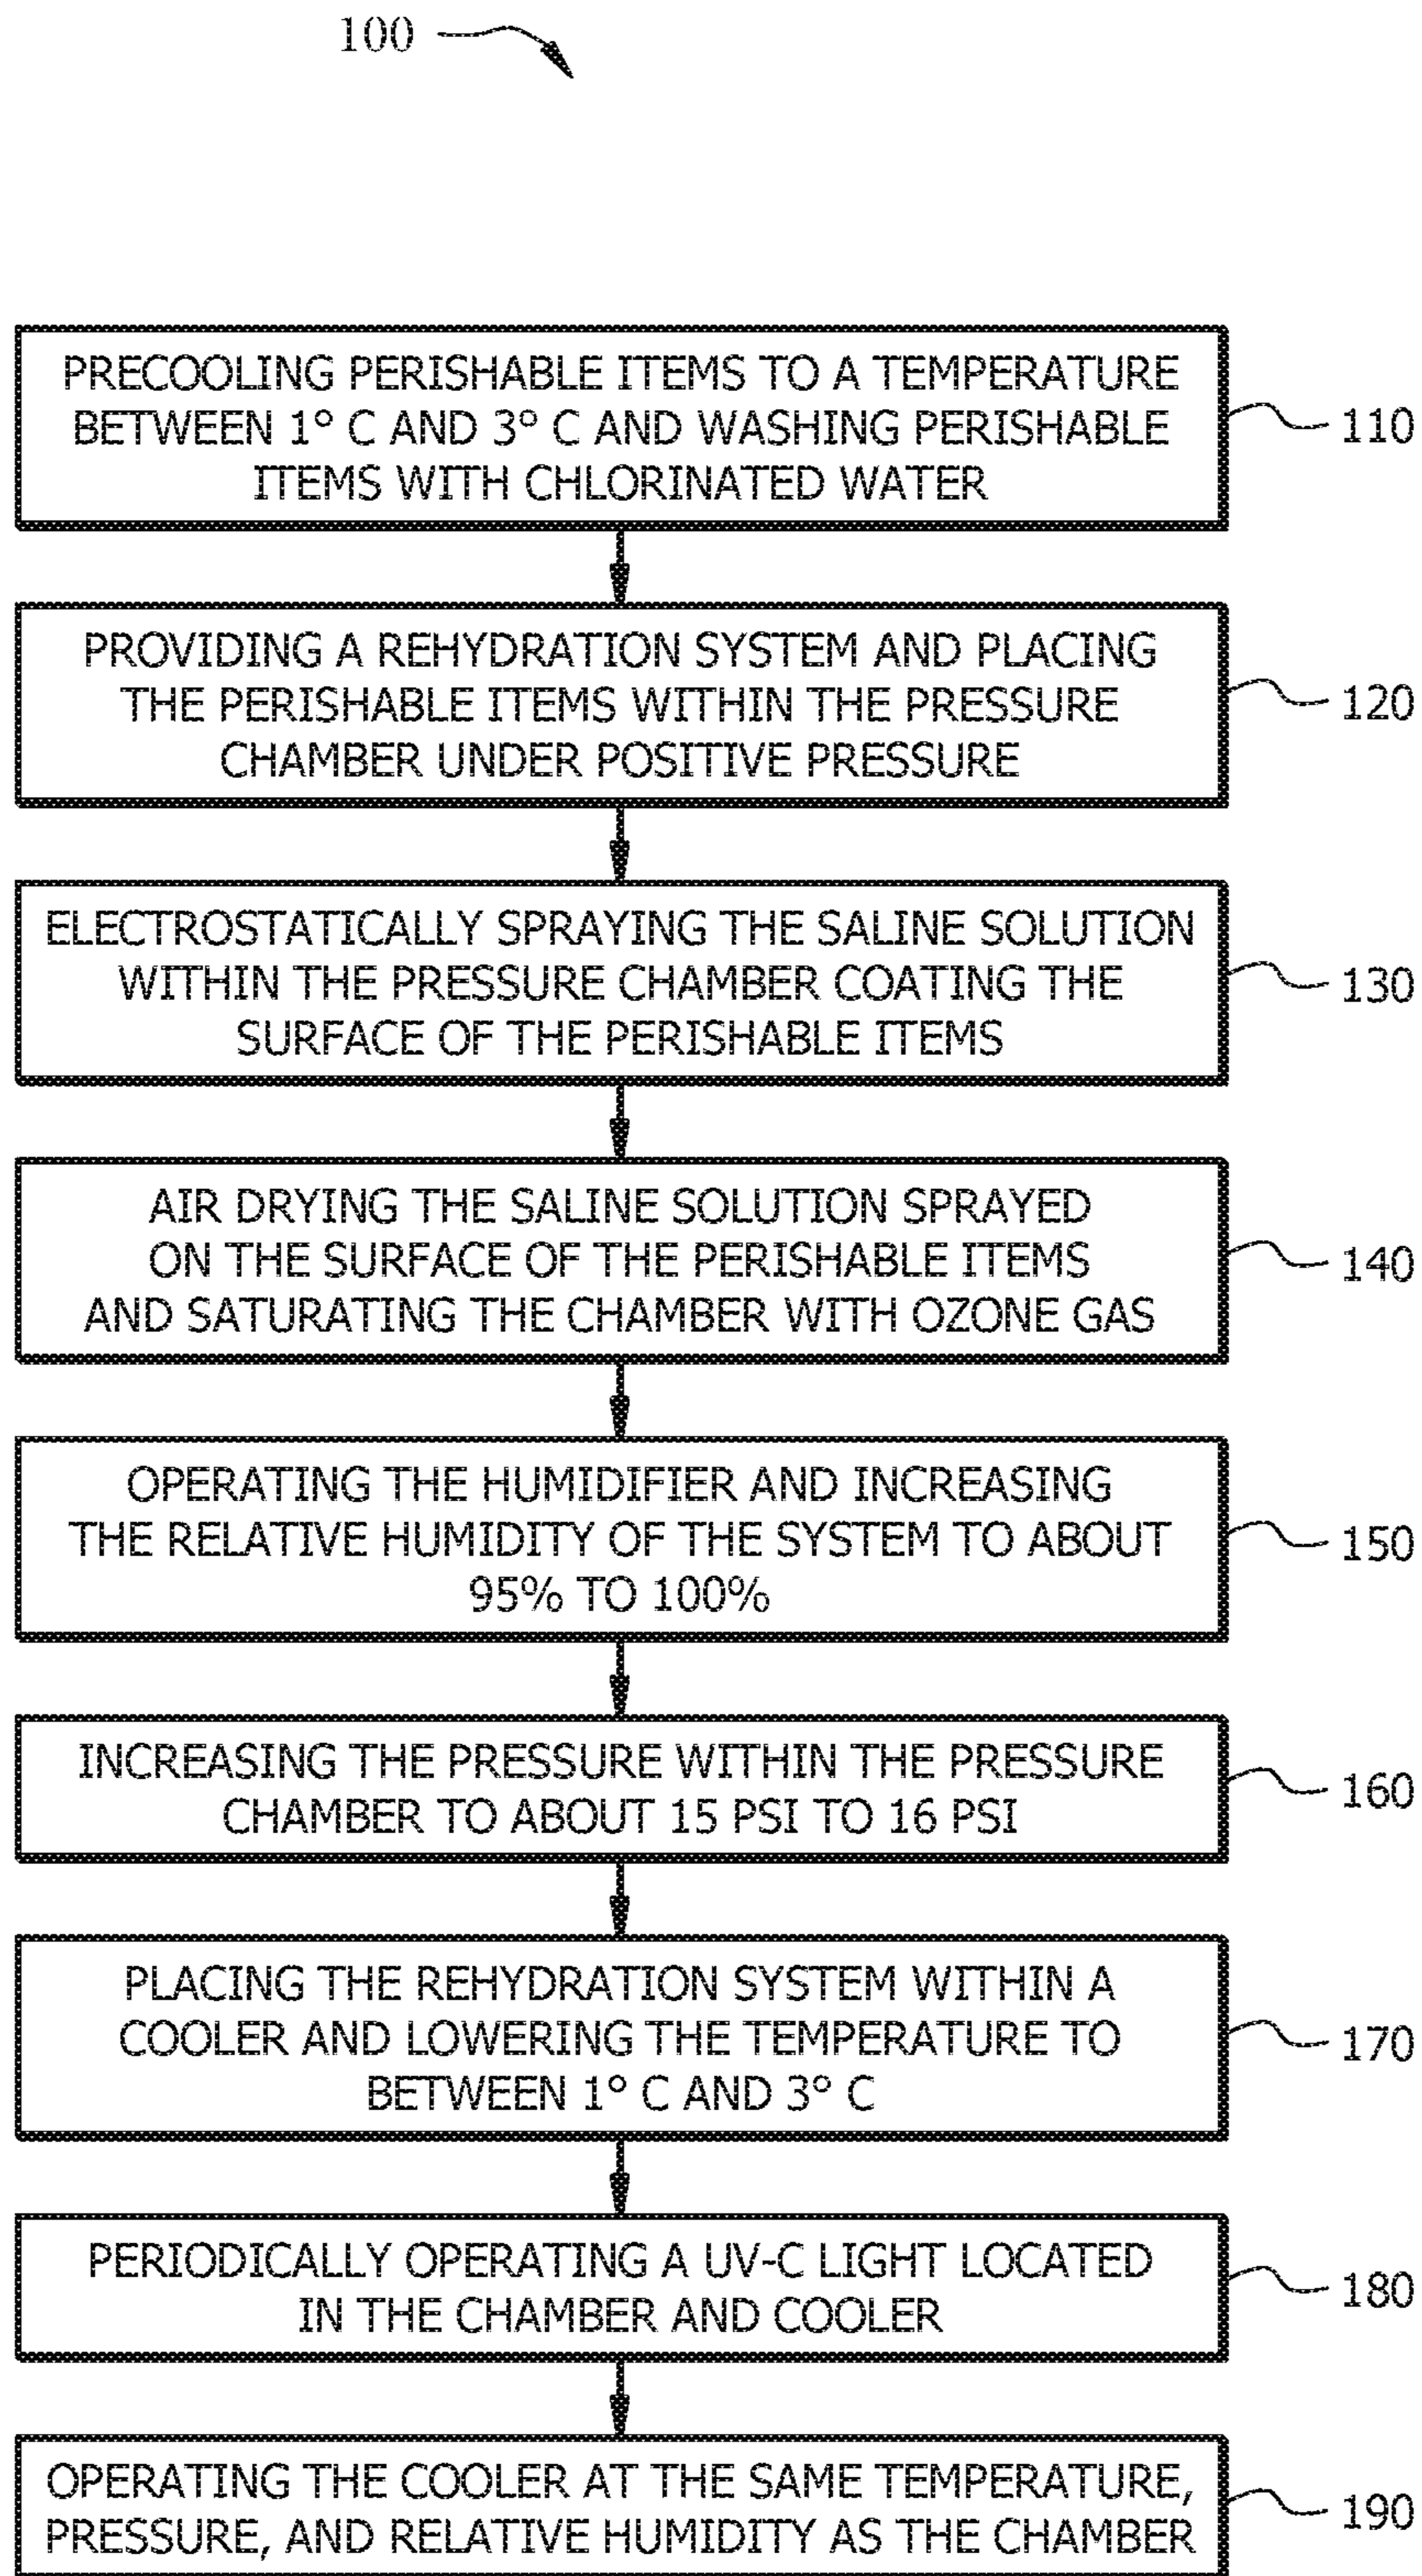 100
PRECOOLING PERISHABLE ITEMS TO A TEMPERATURE
BETWEEN 1° C AND 3° C AND WASHING PERISHABLE
ITEMS WITH CHLORINATED WATER
110
PROVIDING A REHYDRATION SYSTEM AND PLACING
THE PERISHABLE ITEMS WITHIN THE PRESSURE
CHAMBER UNDER POSITIVE PRESSURE
120
ELECTROSTATICALLY SPRAYING THE SALINE SOLUTION
WITHIN THE PRESSURE CHAMBER COATING THE
SURFACE OF THE PERISHABLE ITEMS
130
AIR DRYING THE SALINE SOLUTION SPRAYED
ON THE SURFACE OF THE PERISHABLE ITEMS
AND SATURATING THE CHAMBER WITH OZONE GAS
140
OPERATING THE HUMIDIFIER AND INCREASING
THE RELATIVE HUMIDITY OF THE SYSTEM TO ABOUT
95% TO 100%
150
INCREASING THE PRESSURE WITHIN THE PRESSURE
CHAMBER TO ABOUT 15 PSI TO 16 PSI
160
PLACING THE REHYDRATION SYSTEM WITHIN A
COOLER AND LOWERING THE TEMPERATURE TO
BETWEEN 1° C AND 3° C
170
PERIODICALLY OPERATING A UV-C LIGHT LOCATED
IN THE CHAMBER AND COOLER
180
OPERATING THE COOLER AT THE SAME TEMPERATURE,
PRESSURE, AND RELATIVE HUMIDITY AS THE CHAMBER
190